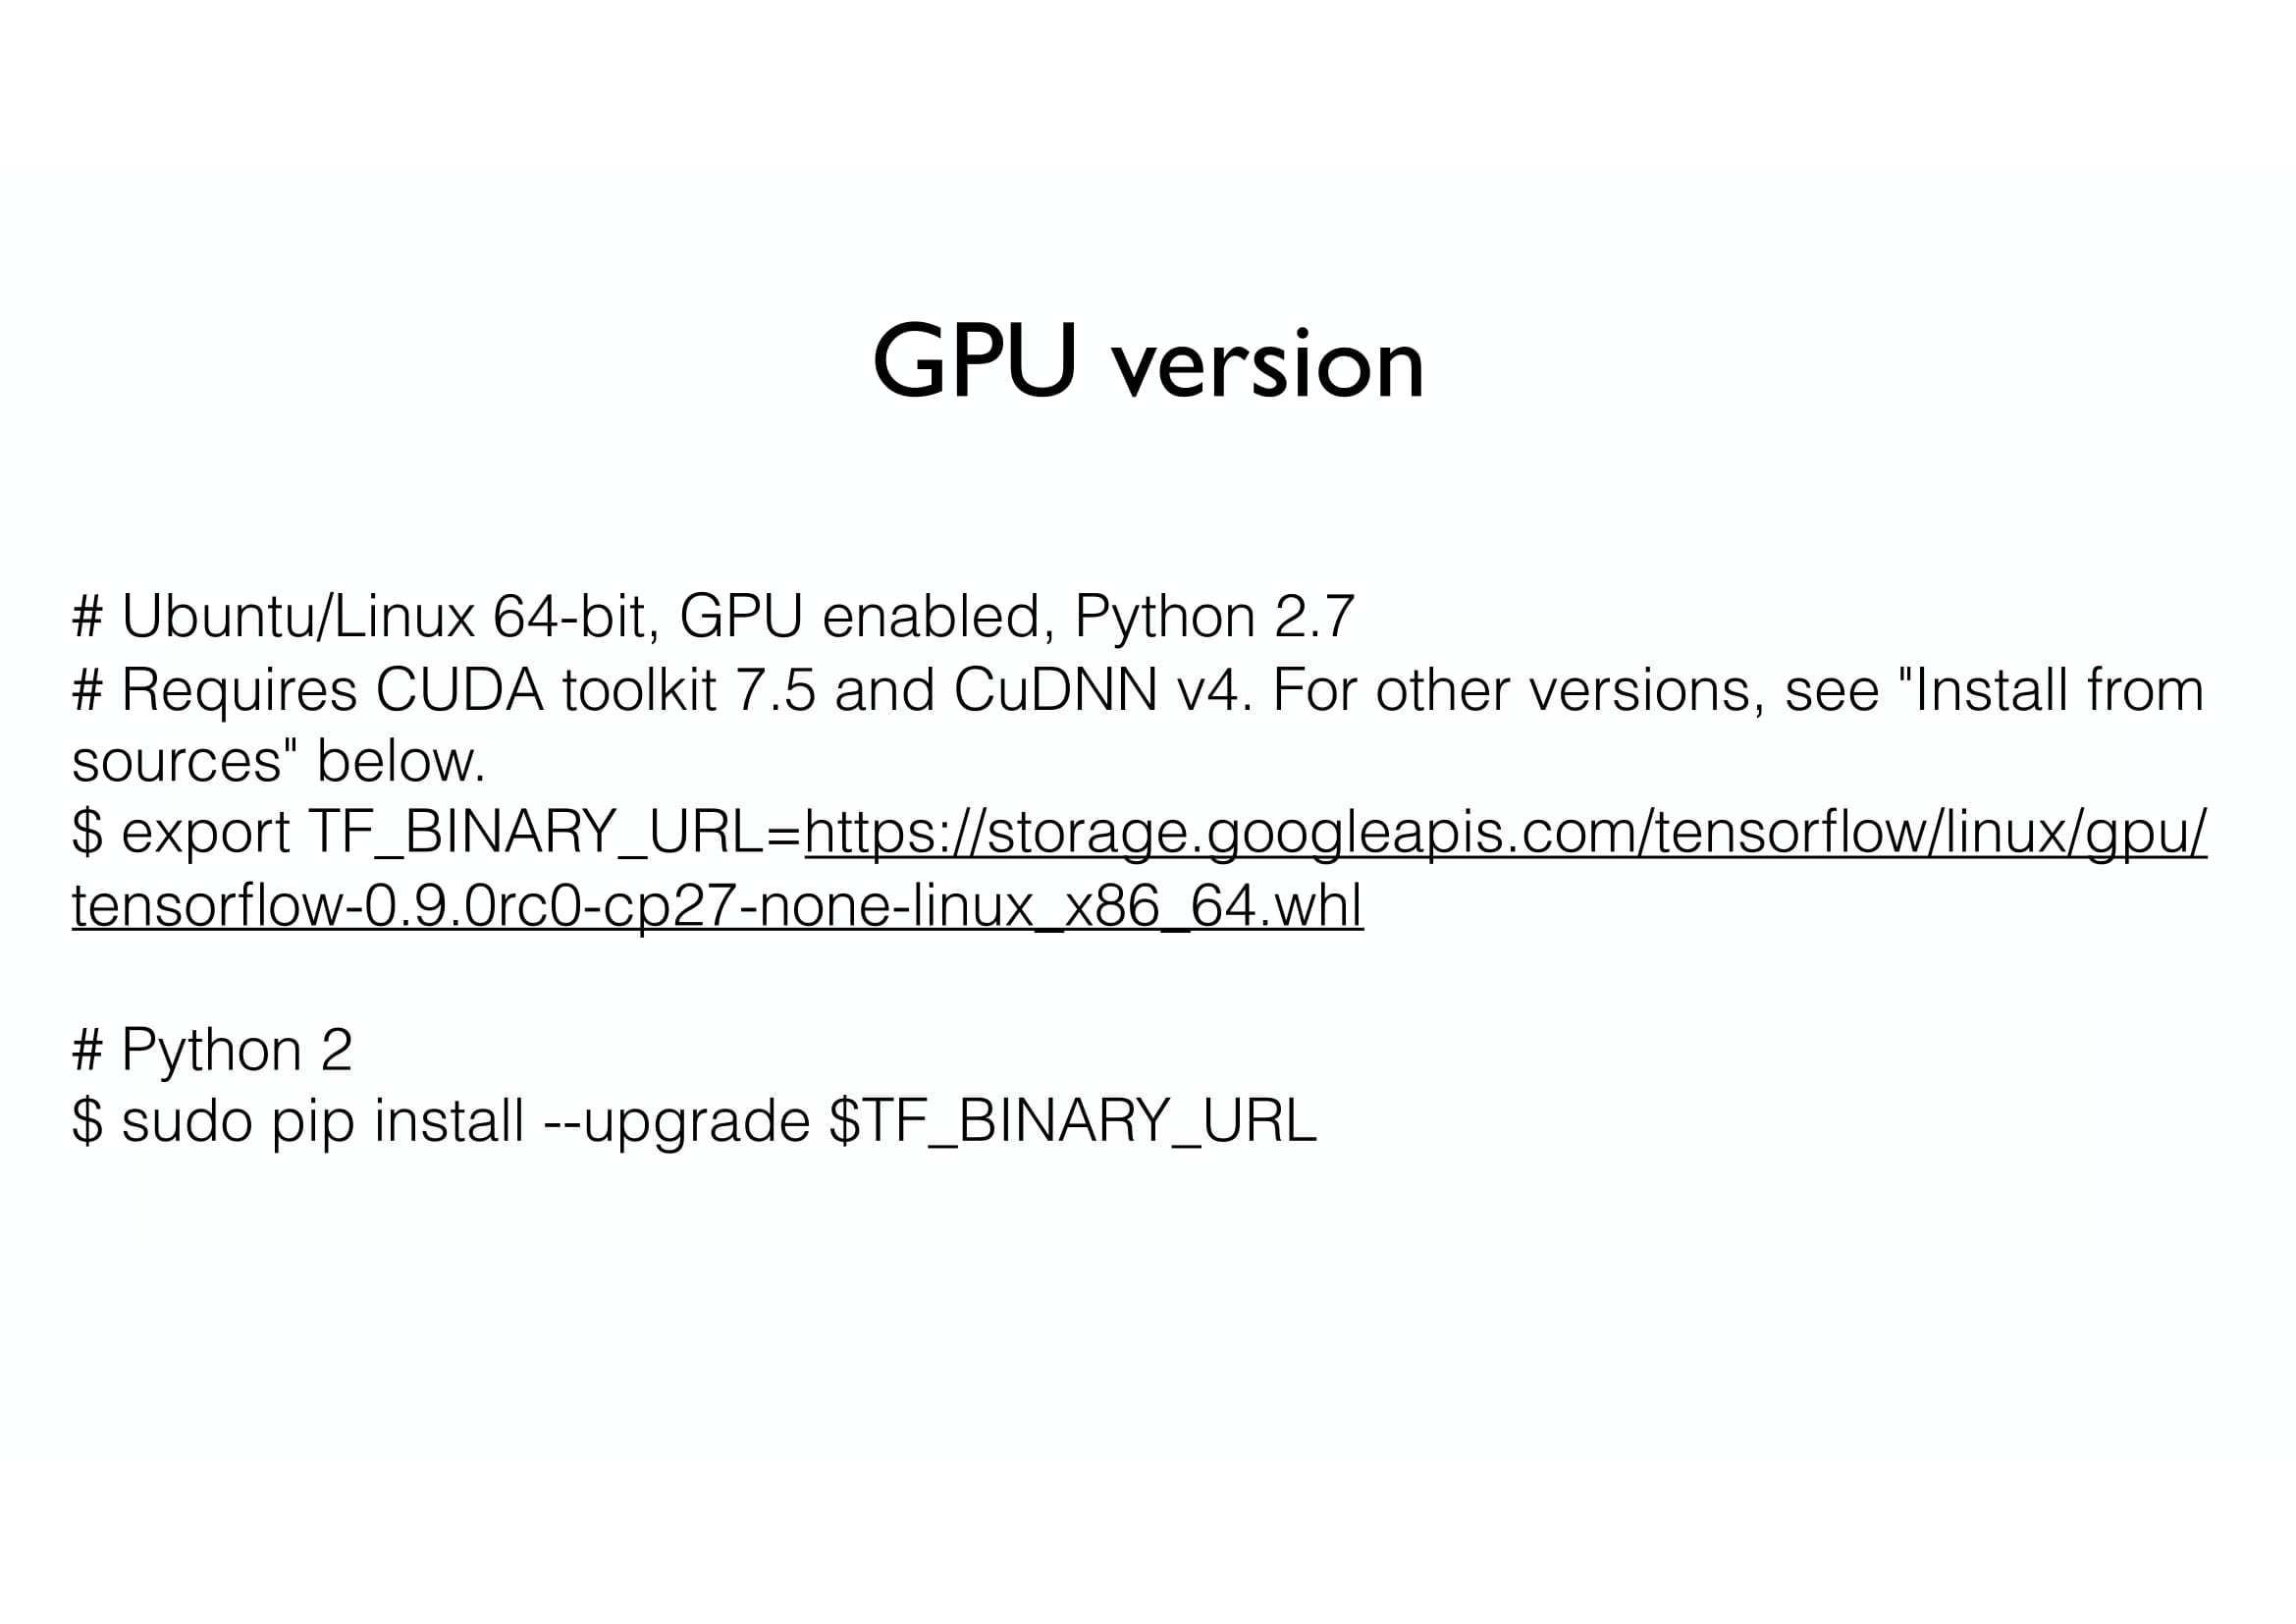 GPU version
# Ubuntu/Linux 64-bit, GPU enabled, Python 2.7
# Requires CUDA toolkit 7.5 and CuDNN v4. For other versions, see "Install from
sources" below.
$ export TF_BINARY_URL=https://storage.googleapis.com/tensorflow/linux/gpu/
tensorflow-0.9.0rc0-cp27-none-linux_x86_64.whl
# Python 2
$ sudo pip install --upgrade $TF_BINARY_URL